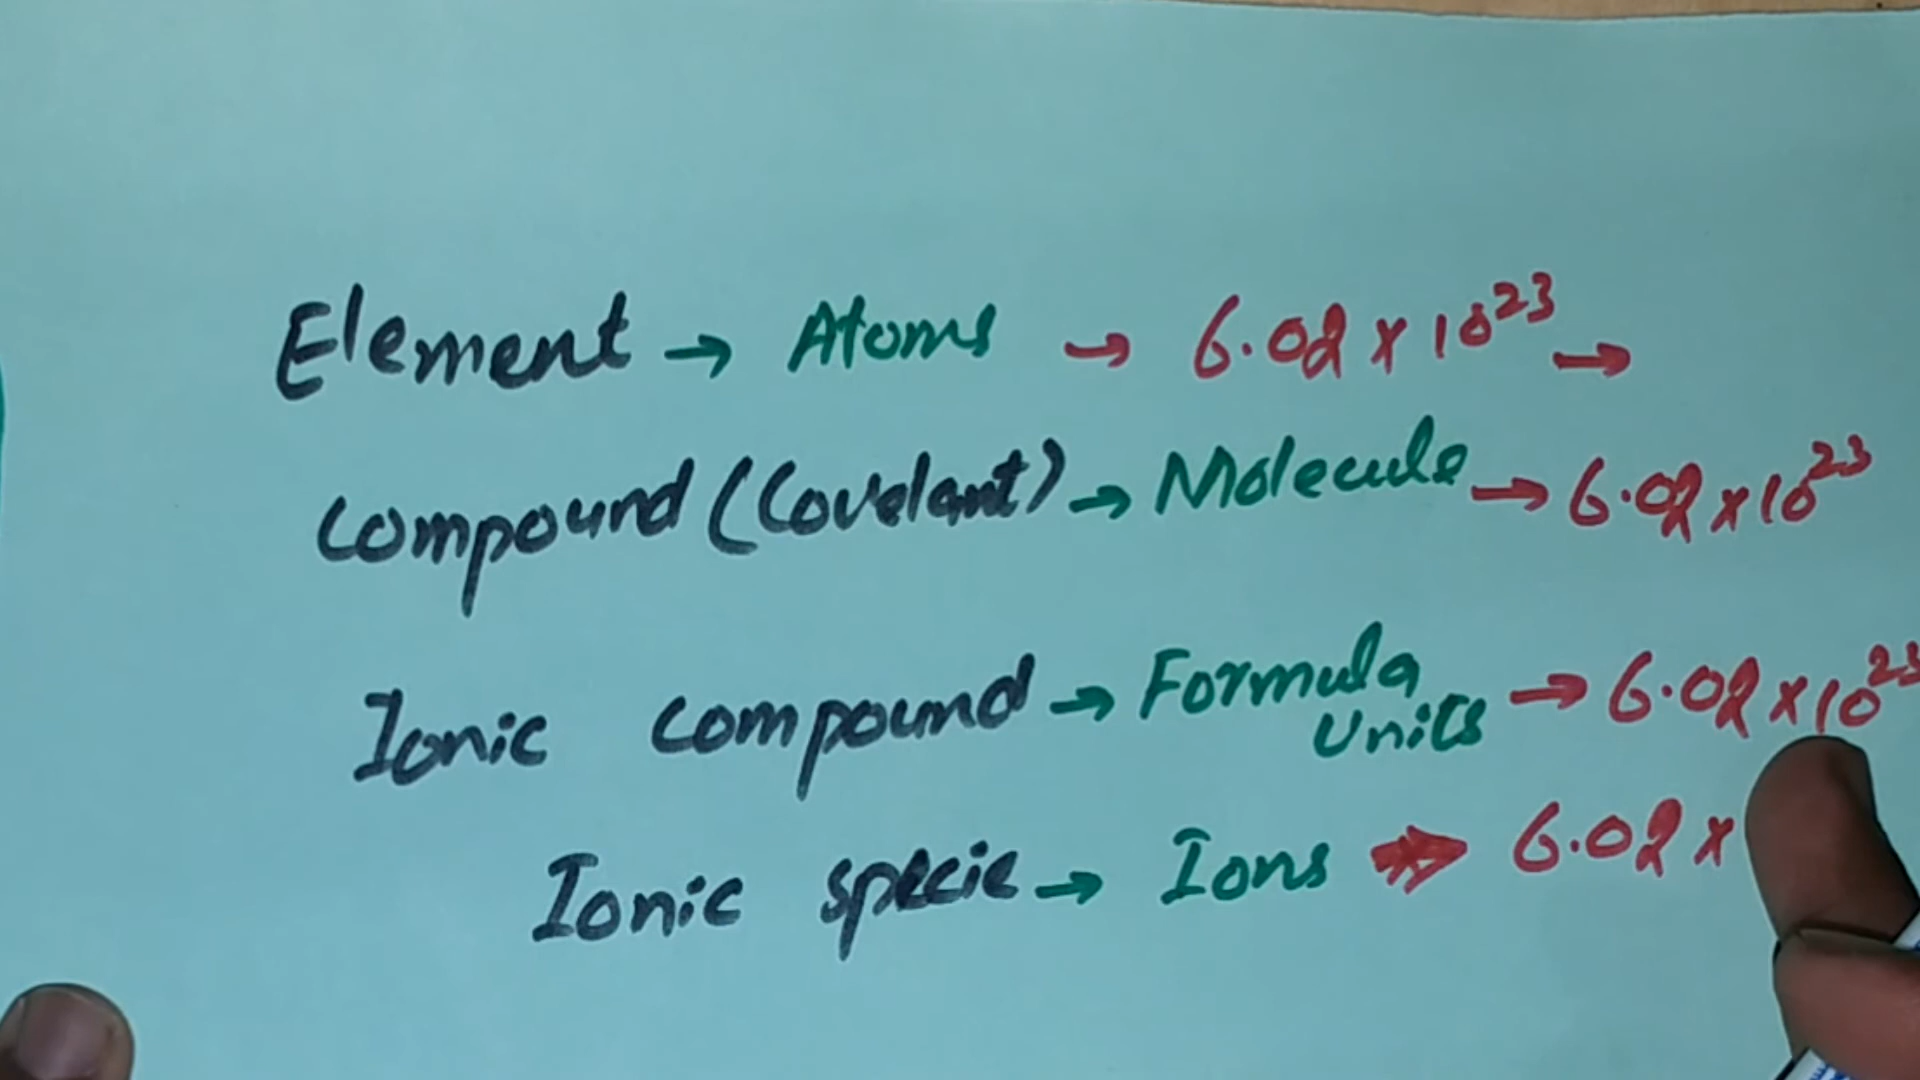 Element → Atoms → 6.02 x 10²³ →
Compound (Covelant) → Molecule → 6.02 x 10²³
Ionic compound → Formula Units → 6.02 x 10²³
Ionic specie → Ions → 6.02 x